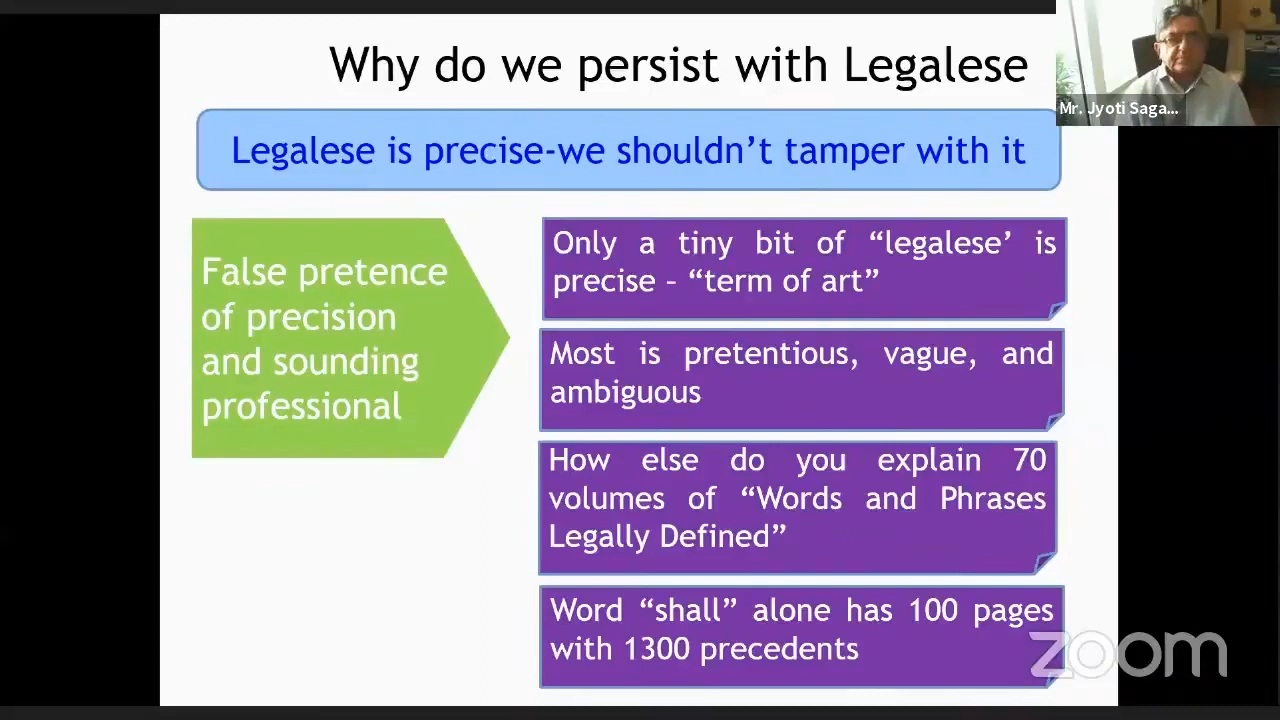 Why do we persist with Legalese
Mr. Jyoti Saga...
Legalese is precise-we shouldn’t tamper with it
False pretence
of precision
and sounding
professional
Only a tiny bit of “legalese’ is
precise – “term of art”
Most is pretentious, vague, and
ambiguous
How else do you explain 70
volumes of “Words and Phrases
Legally Defined”
Word “shall” alone has 100 pages
with 1300 precedents
zoom